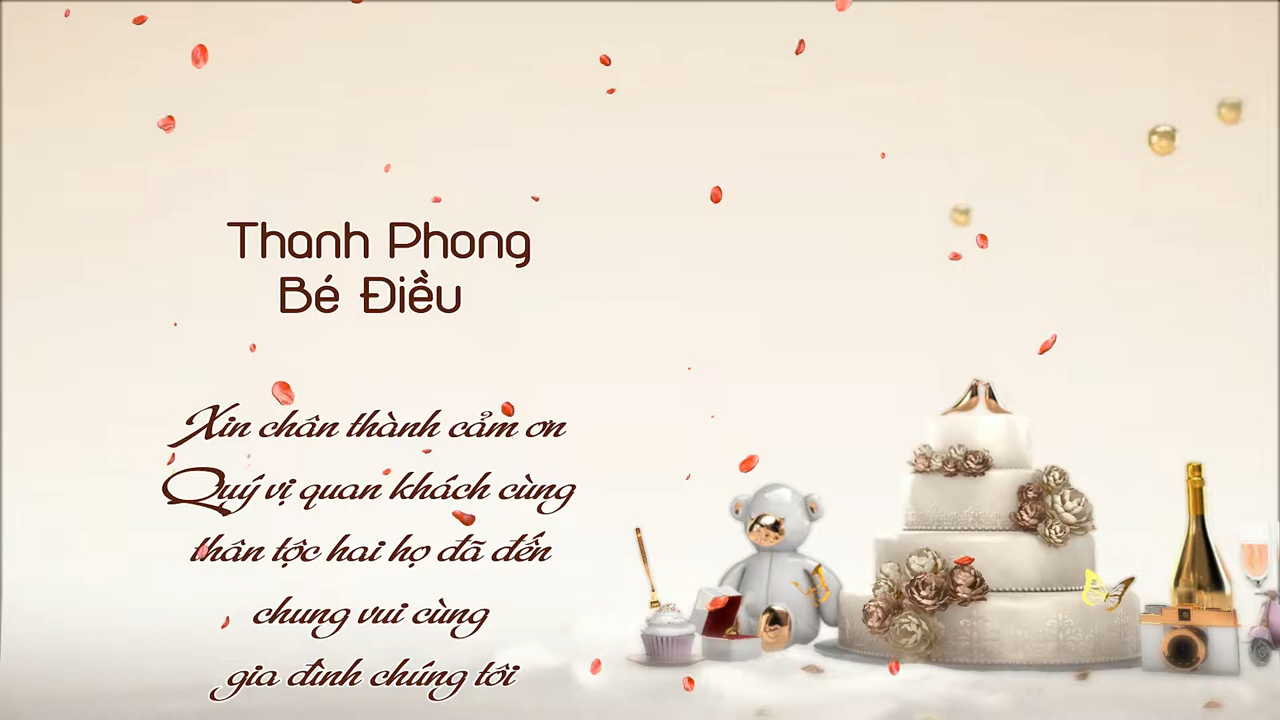 Thanh Phong
Bé Điều
Xin chân thành cảm ơn
Quý vị quan khách cùng
thân tộc hai họ đã đến
chung vui cùng
gia đình chúng tôi